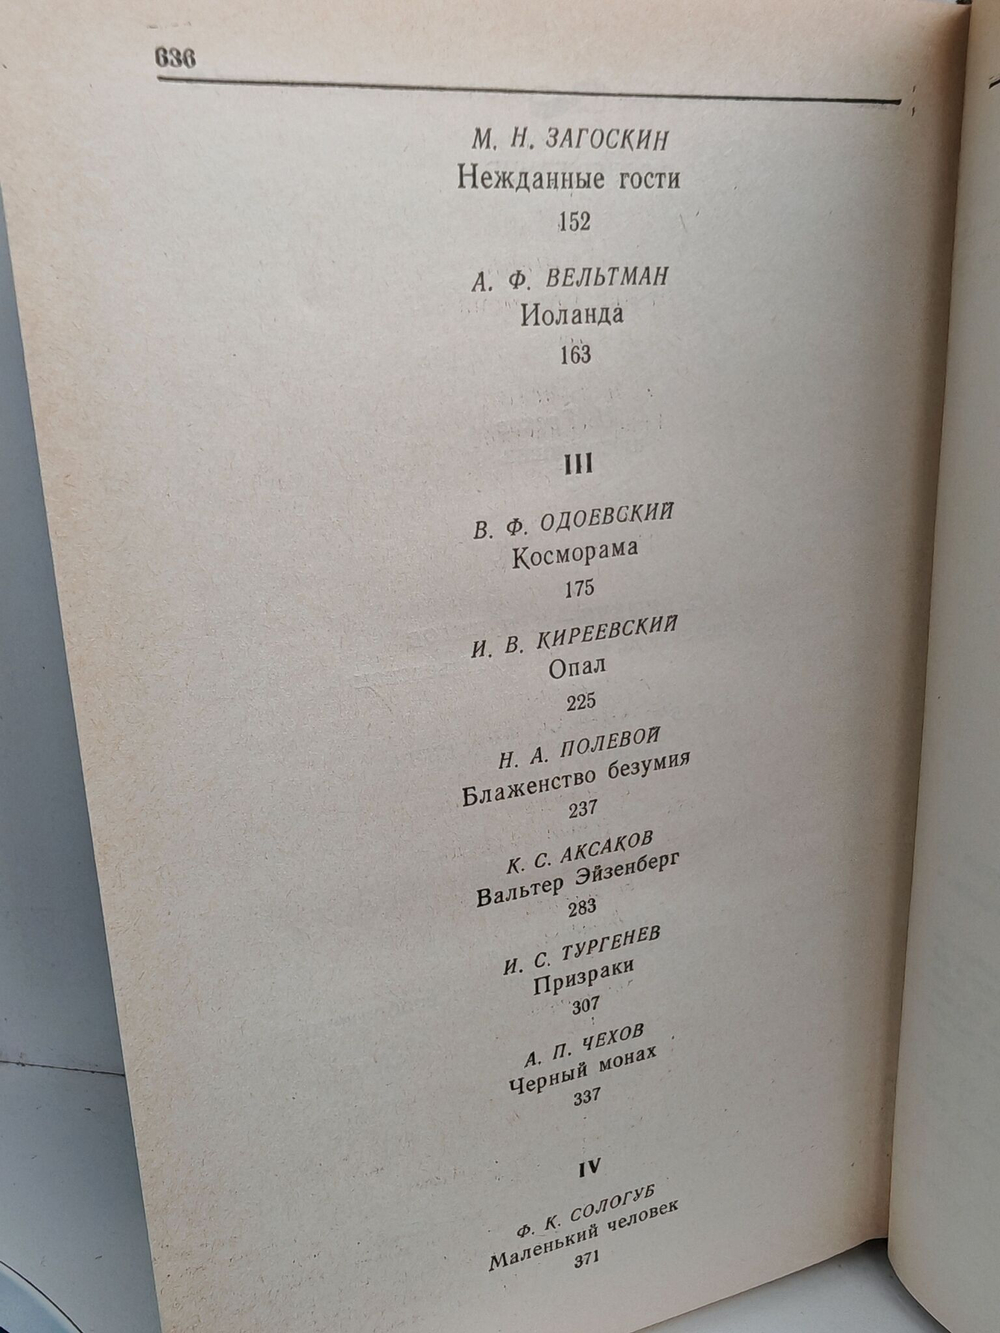 636
М. Н. ЗАГОСКИН
Нежданные гости
152
А. Ф. ВЕЛЬТМАН
Иоланда
163
III
В. Ф. ОДОЕВСКИЙ
Косморама
175
И. В. КИРЕЕВСКИЙ
Опал
225
Н. А. ПОЛЕВОЙ
Блаженство безумия
237
К. С. АКСАКОВ
Вальтер Эйзенберг
283
И. С. ТУРГЕНЕВ
Призраки
307
А. П. ЧЕХОВ
Черный монах
337
IV
Ф. К. СОЛОГУБ
Маленький человек
371